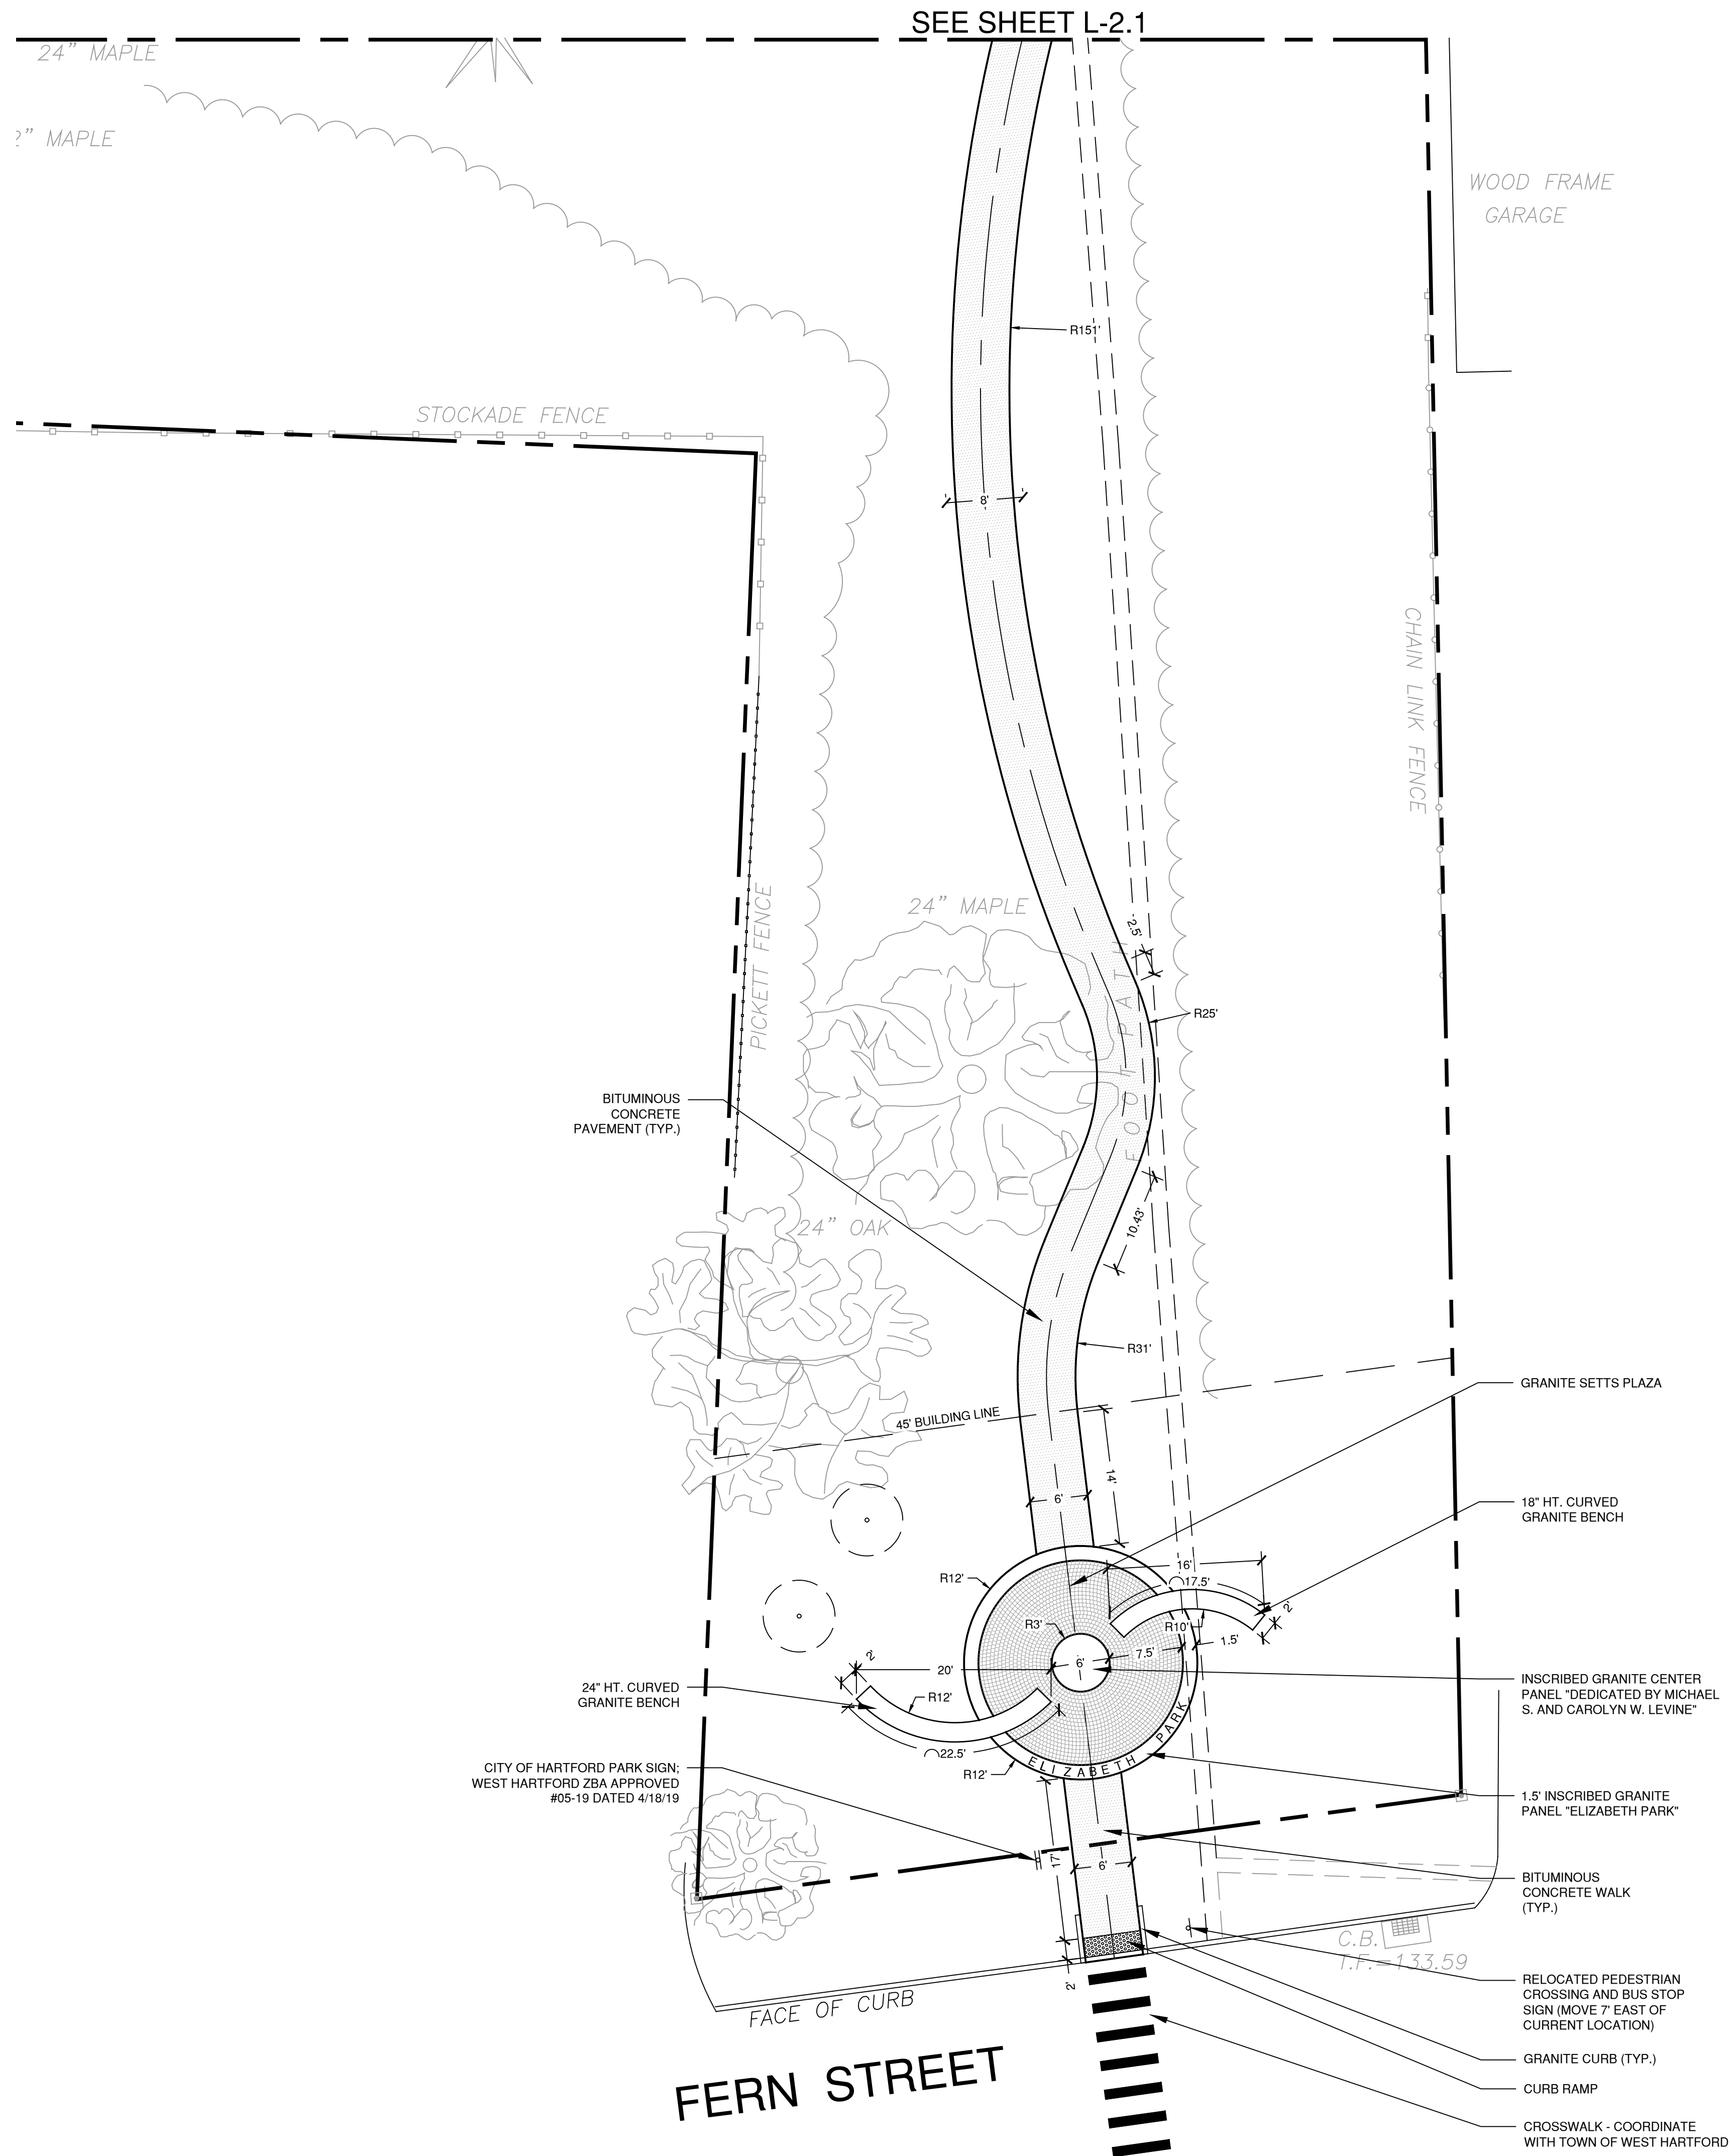 SEE SHEET L-2.1
24" MAPLE
" MAPLE
WOOD FRAME
GARAGE
R151'
STOCKADE FENCE
8'
CHAIN LINK FENCE
24" MAPLE
PICKETT FENCE
2.5'
FOOT PATH
R25'
BITUMINOUS
CONCRETE
PAVEMENT (TYP.)
10.43'
24" OAK
R31'
GRANITE SETTS PLAZA
45' BUILDING LINE
14'
6'
18" HT. CURVED
GRANITE BENCH
16'
R12'
17.5'
2'
R3'
R10'
1.5'
7.5'
6'
2'
20'
INSCRIBED GRANITE CENTER
PANEL "DEDICATED BY MICHAEL
S. AND CAROLYN W. LEVINE"
24" HT. CURVED
GRANITE BENCH
R12'
22.5'
ELIZABETH PARK
R12'
CITY OF HARTFORD PARK SIGN;
WEST HARTFORD ZBA APPROVED
#05-19 DATED 4/18/19
1.5' INSCRIBED GRANITE
PANEL "ELIZABETH PARK"
17'
6'
BITUMINOUS
CONCRETE WALK
(TYP.)
C.B.
T.F.=133.59
2'
RELOCATED PEDESTRIAN
CROSSING AND BUS STOP
SIGN (MOVE 7' EAST OF
CURRENT LOCATION)
FACE OF CURB
GRANITE CURB (TYP.)
FERN STREET
CURB RAMP
CROSSWALK - COORDINATE
WITH TOWN OF WEST HARTFORD